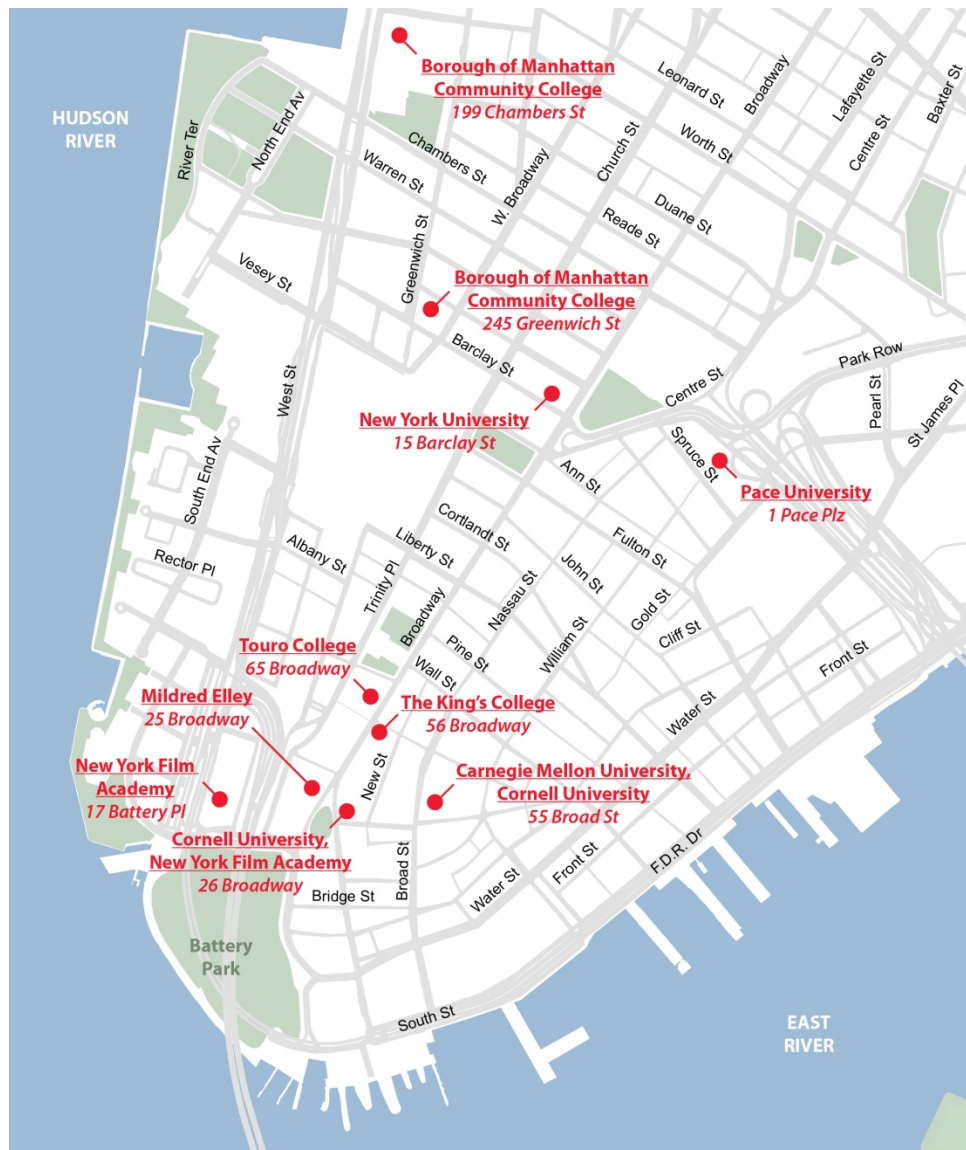 Borough of Manhattan
Community College
199 Chambers St
HUDSON
RIVER
River Ter
North End Av
Leonard St
Broadway
Lafayette St
Centre St
Baxter St
Worth St
Church St
Chambers St
Warren St
W. Broadway
Duane St
Reade St
Greenwich St
Vesey St
Borough of Manhattan
Community College
245 Greenwich St
Barclay St
West St
Centre St
Park Row
Pearl St
St James Pl
New York University
15 Barclay St
Spruce St
Ann St
Pace University
1 Pace Plz
South End Av
Cortlandt St
Fulton St
Albany St
Liberty St
John St
Rector Pl
Trinity Pl
Nassau St
Gold St
Broadway
Cliff St
Pine St
William St
Wall St
Front St
Touro College
65 Broadway
Water St
Mildred Elley
25 Broadway
The King's College
56 Broadway
New York Film
Academy
17 Battery Pl
New St
Carnegie Mellon University,
Cornell University
55 Broad St
Cornell University,
New York Film Academy
26 Broadway
Broad St
Front St
F.D.R. Dr
Bridge St
Water St
Battery
Park
South St
EAST
RIVER